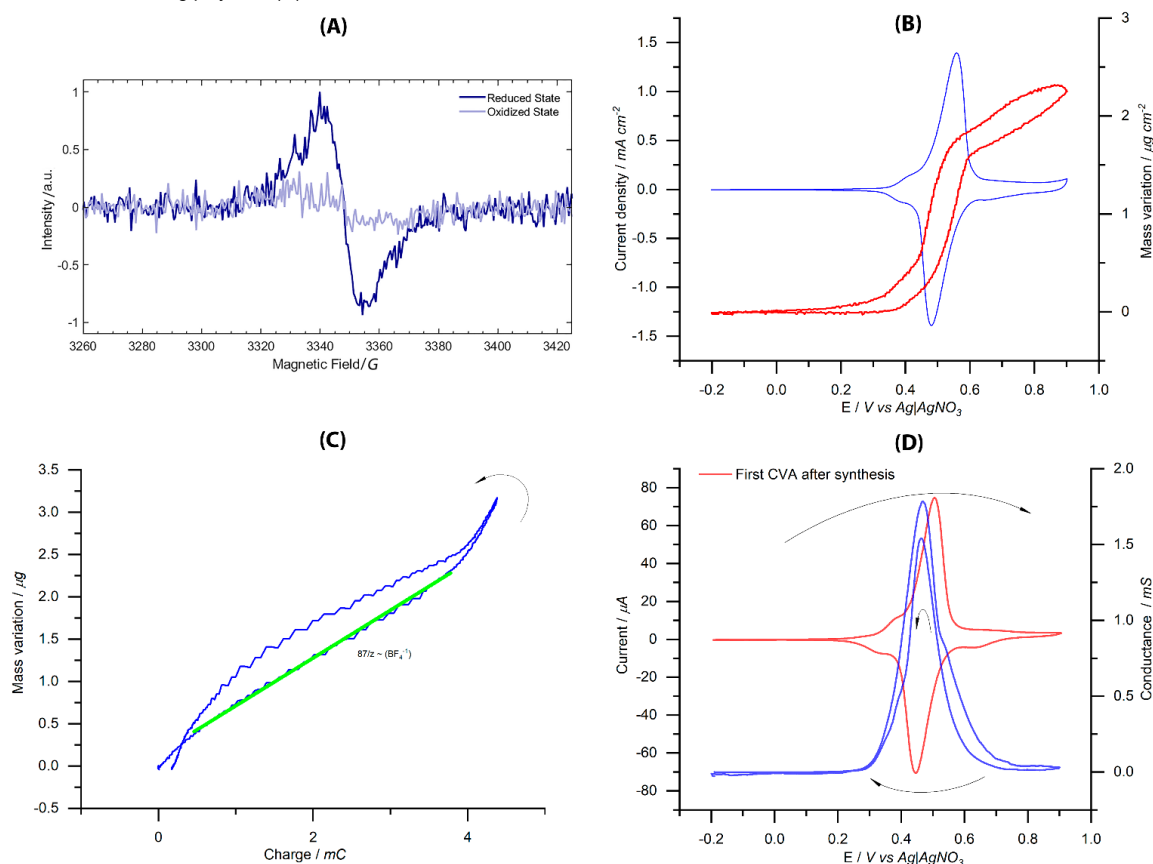 (A)
Reduced State
Oxidized State
1
0.5
0
-0.5
-1
Intensity /a.u.
3260 3280 3300 3320 3340 3360 3380 3400 3420
Magnetic Field/G
(B)
1.5
1.0
0.5
0.0
-0.5
-1.0
-1.5
Current density / mA cm-2
3
2
1
0
Mass variation / μg cm-2
-0.2 0.0 0.2 0.4 0.6 0.8 1.0
E / V vs Ag|AgNO3
(C)
3.5
3.0
2.5
2.0
1.5
1.0
0.5
0.0
-0.5
Mass variation / μg
87/z ~ (BF4-1)
0 2 4
Charge / mC
(D)
First CVA after synthesis
80
60
40
20
0
-20
-40
-60
-80
Current / μA
2.0
1.5
1.0
0.5
0.0
Conductance / mS
-0.2 0.0 0.2 0.4 0.6 0.8 1.0
E / V vs Ag|AgNO3